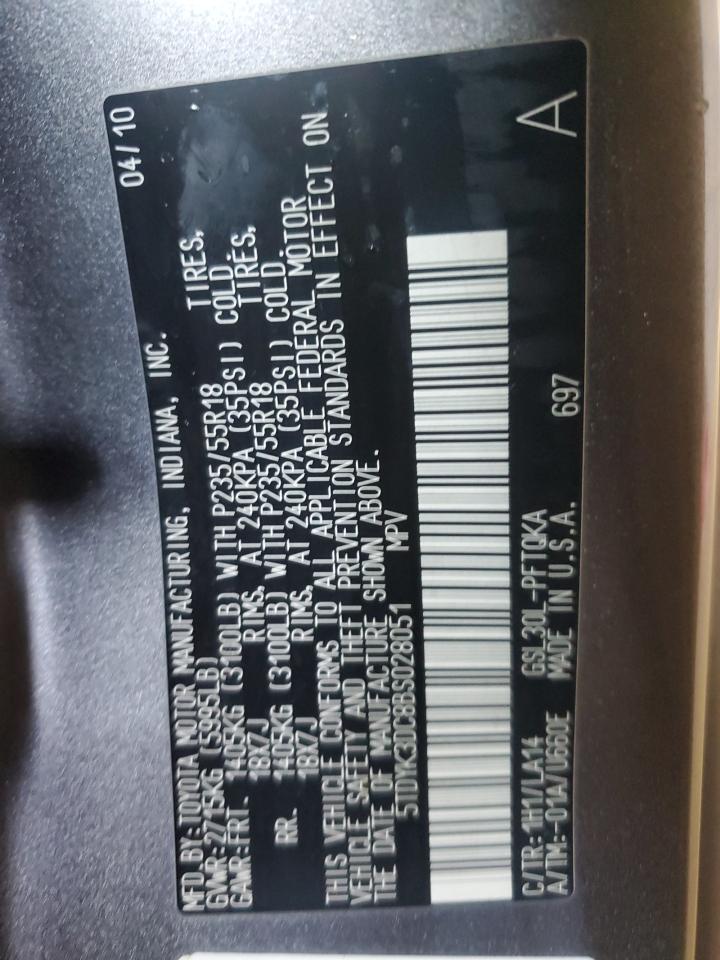 MFD.BY:TOYOTA MOTOR MANUFACTURING, INDIANA, INC. 04/10
GVWR:2715KG (5995LB)
GAWR:FRT. 1405KG (3100LB) WITH P235/55R18 TIRES,
18X7J RIMS, AT 240KPA (35PSI) COLD.
RR. 1405KG (3100LB) WITH P235/55R18 TIRES,
18X7J RIMS, AT 240KPA (35PSI) COLD.
THIS VEHICLE CONFORMS TO ALL APPLICABLE FEDERAL MOTOR
VEHICLE SAFETY AND THEFT PREVENTION STANDARDS IN EFFECT ON
THE DATE OF MANUFACTURE SHOWN ABOVE.
5TDYK3DC8BS028051 MPV
C/TR:1H1/LA14 GSL30L-PFTQKA
A/TM:-01A/U660E MADE IN U.S.A. 697 A